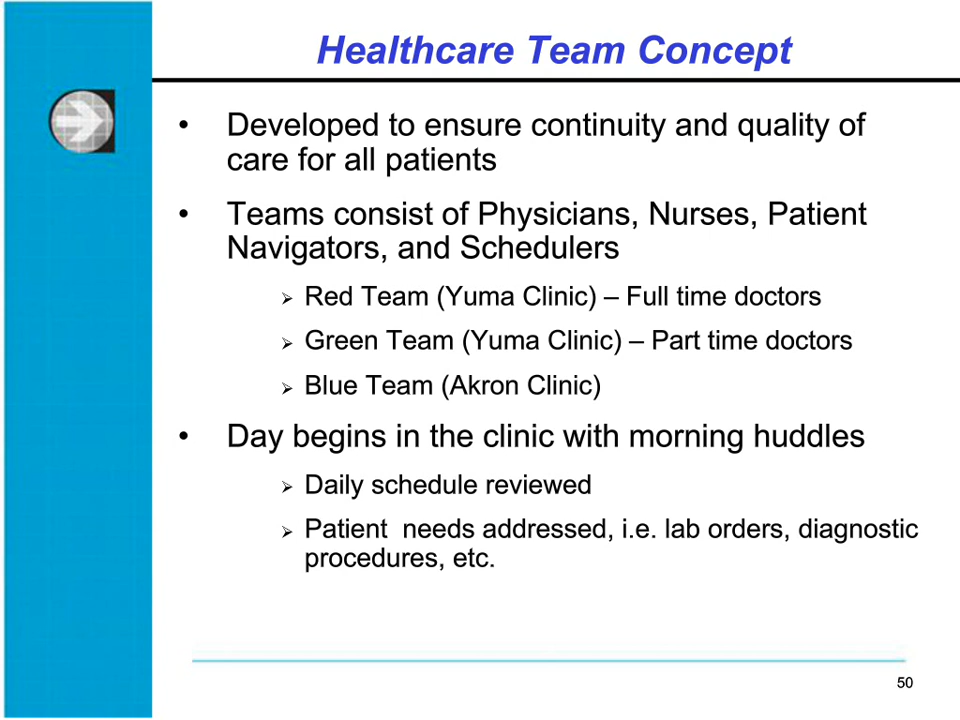 Healthcare Team Concept
• Developed to ensure continuity and quality of
care for all patients
• Teams consist of Physicians, Nurses, Patient
Navigators, and Schedulers
➢ Red Team (Yuma Clinic) – Full time doctors
➢ Green Team (Yuma Clinic) – Part time doctors
➢ Blue Team (Akron Clinic)
• Day begins in the clinic with morning huddles
➢ Daily schedule reviewed
➢ Patient  needs addressed, i.e. lab orders, diagnostic
procedures, etc.
50